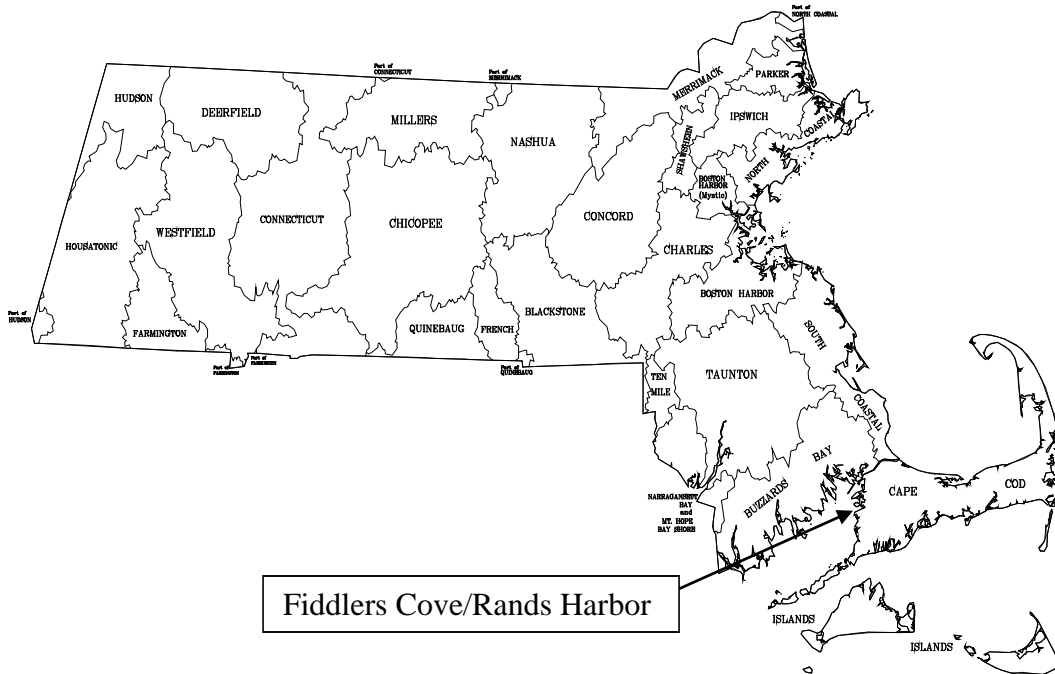 Part of
NORTH COASTAL
Part of
CONNECTICUT
Part of
MERRIMACK
MERRIMACK
PARKER
HUDSON
DEERFIELD
MILLERS
NASHUA
SHAWSHEEN
IPSWICH
COASTAL
NORTH
BOSTON
HARBOR
(Mystic)
HOUSATONIC
WESTFIELD
CONNECTICUT
CHICOPEE
CONCORD
CHARLES
BOSTON HARBOR
Part of
HUDSON
FARMINGTON
QUINEBAUG
FRENCH
BLACKSTONE
SOUTH
COASTAL
Part of
FARMINGTON
Part of
Part of
QUINEBAUG
TEN
MILE
TAUNTON
BUZZARDS
BAY
CAPE
COD
NARRAGANSETT
BAY
and
MT. HOPE
BAY SHORE
Fiddlers Cove/Rands Harbor
ISLANDS
ISLANDS